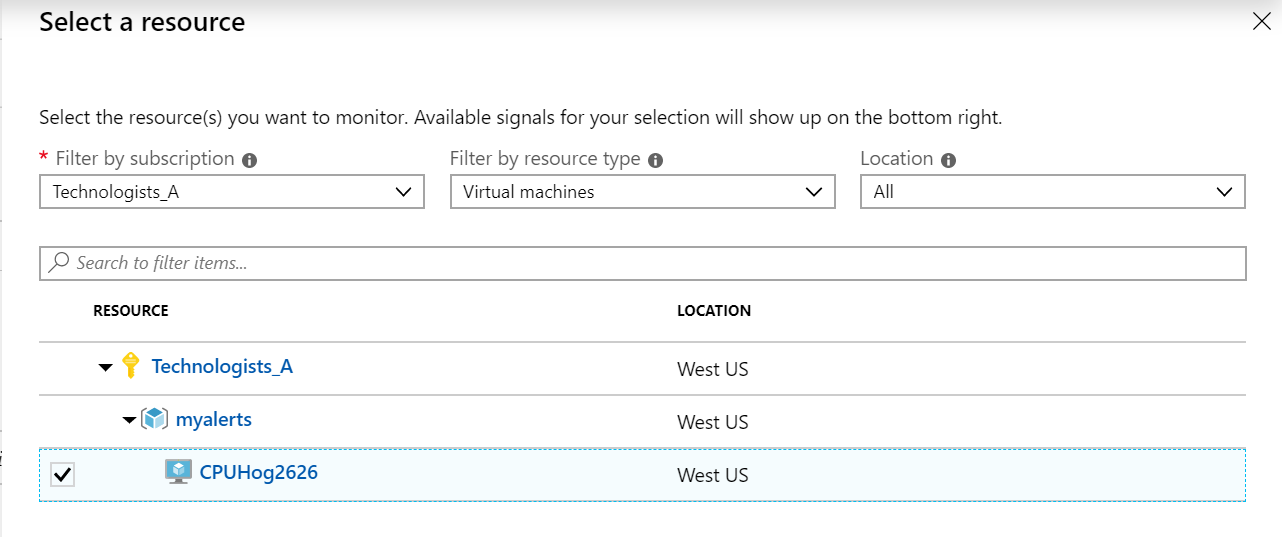 Select a resource
Select the resource(s) you want to monitor. Available signals for your selection will show up on the bottom right.
* Filter by subscription
Filter by resource type
Location
Technologists_A
Virtual machines
All
Search to filter items...
RESOURCE LOCATION
Technologists_A West US
myalerts West US
CPUHog2626 West US